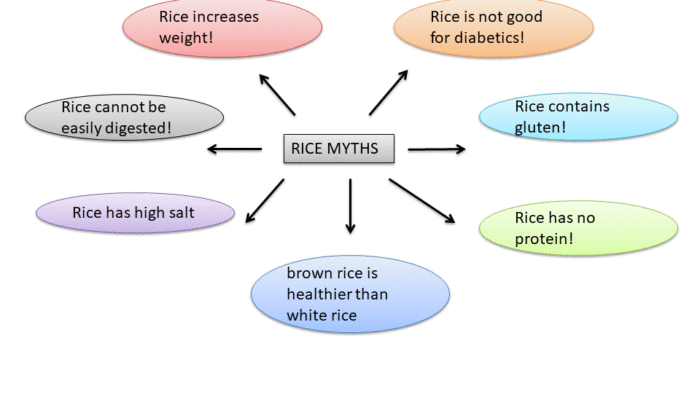 Rice increases
weight!
Rice is not good
for diabetics!
Rice cannot be
easily digested!
Rice contains
gluten!
RICE MYTHS
Rice has high salt
Rice has no
protein!
brown rice is
healthier than
white rice